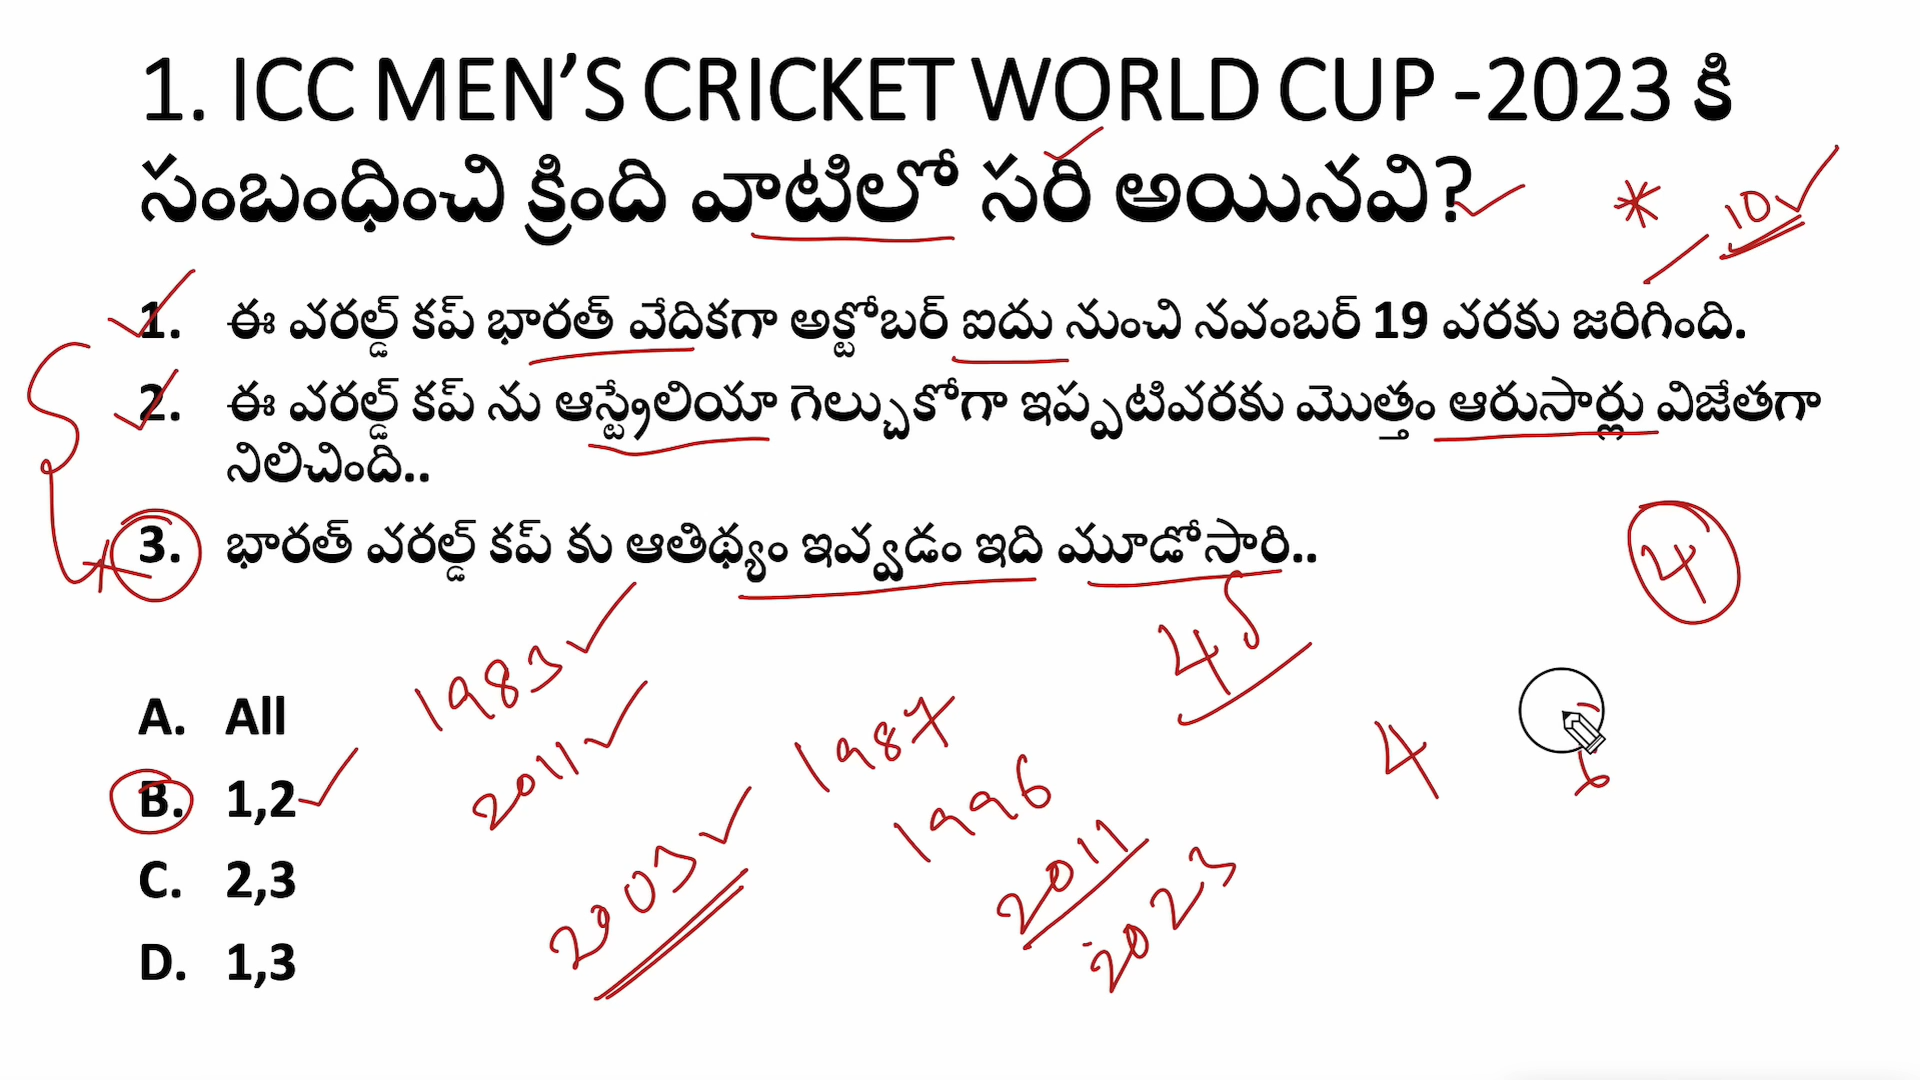 1. ICC MEN’S CRICKET WORLD CUP -2023 కి
సంబంధించి క్రింది వాటిలో సరి అయినవి?
10
1. ఈ వరల్డ్ కప్ భారత్ వేదికగా అక్టోబర్ ఐదు నుంచి నవంబర్ 19 వరకు జరిగింది.
2. ఈ వరల్డ్ కప్ ను ఆస్ట్రేలియా గెల్చుకోగా ఇప్పటివరకు మొత్తం ఆరుసార్లు విజేతగా
నిలిచింది..
3. భారత్ వరల్డ్ కప్ కు ఆతిథ్యం ఇవ్వడం ఇది మూడోసారి..
4
4
1983
2011
2003
1987
1996
2011
2023
4
A. All
B. 1,2
C. 2,3
D. 1,3